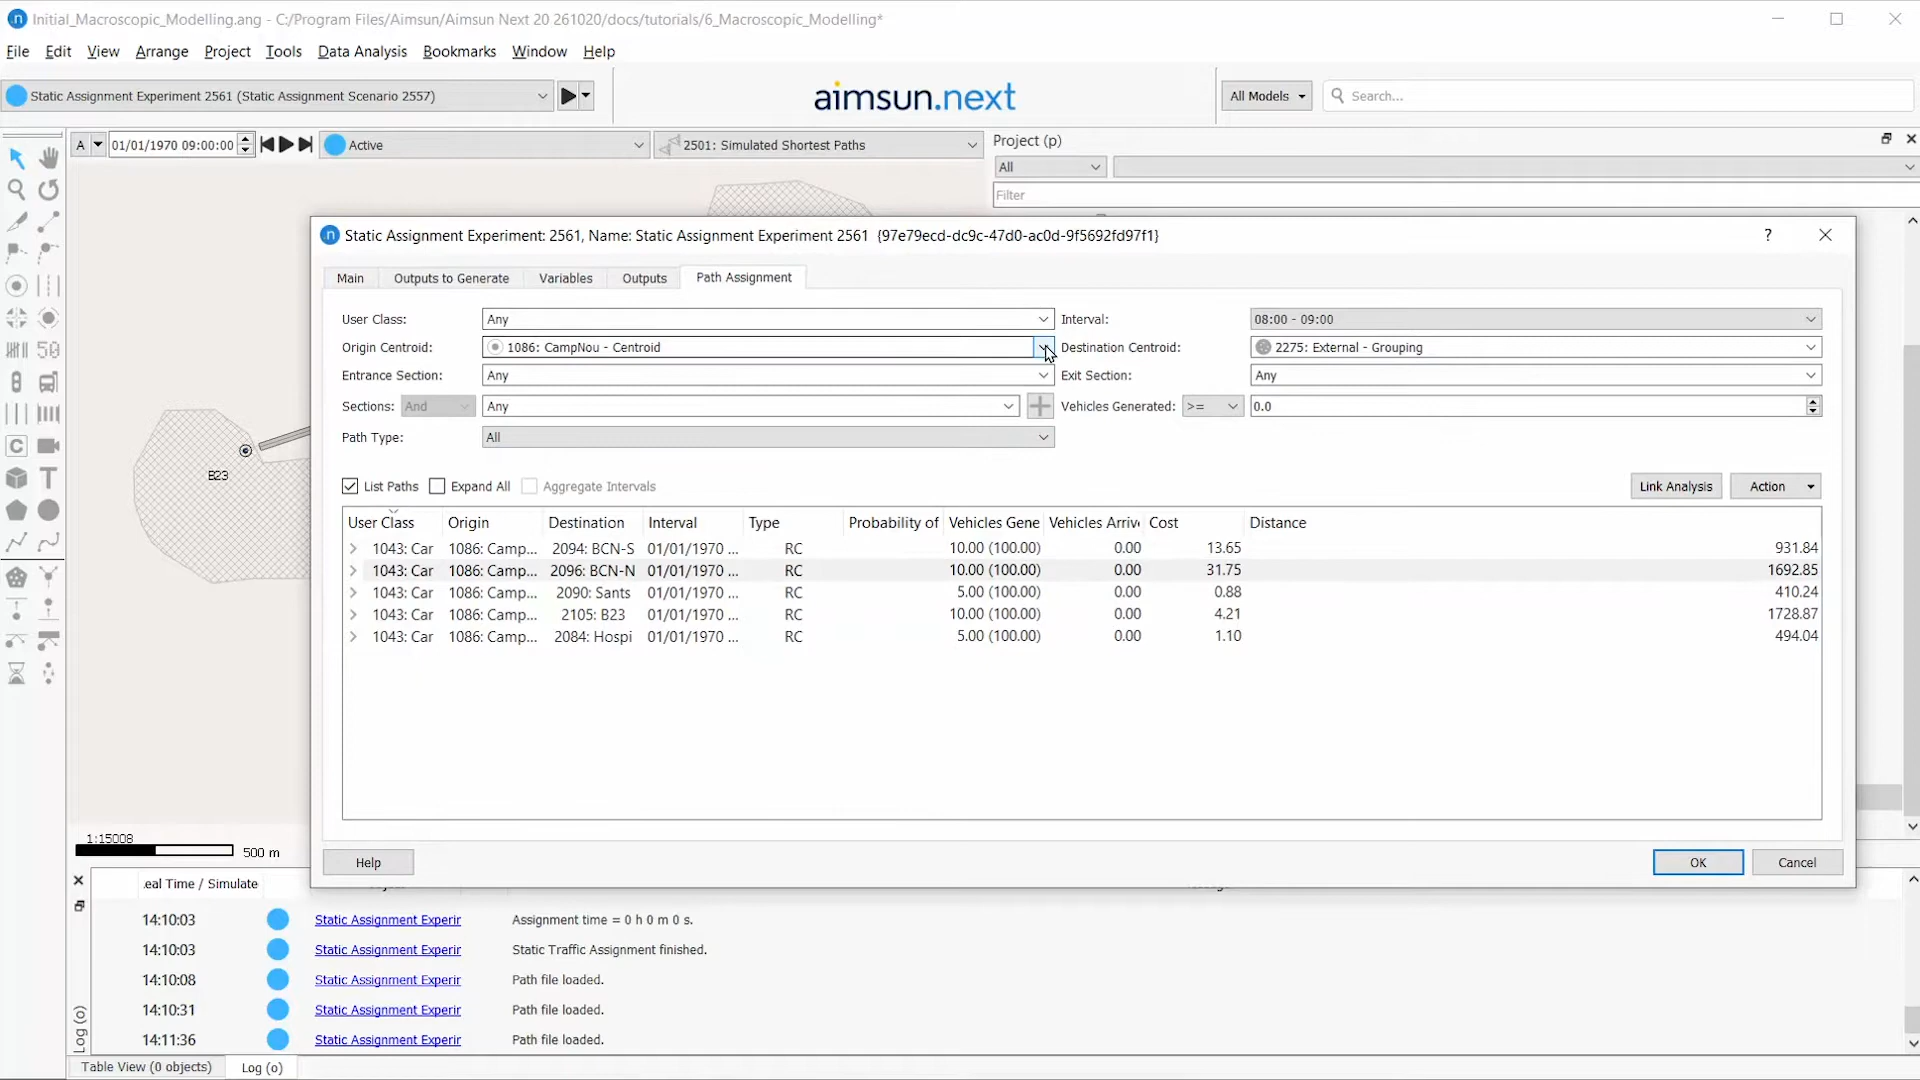 Initial_Macroscopic_Modelling.ang - C:/Program Files/Aimsun/Aimsun Next 20 261020/docs/tutorials/6_Macroscopic_Modelling*
File Edit View Arrange Project Tools Data Analysis Bookmarks Window Help
Static Assignment Experiment 2561 (Static Assignment Scenario 2557)
aimsun.next
All Models
Search...
A 01/01/1970 09:00:00 Active 2501: Simulated Shortest Paths
Project (p)
All
Filter
Static Assignment Experiment: 2561, Name: Static Assignment Experiment 2561 {97e79ecd-dc9c-47d0-ac0d-9f5692fd97f1}
Main Outputs to Generate Variables Outputs Path Assignment
User Class: Any Interval: 08:00 - 09:00
Origin Centroid: 1086: CampNou - Centroid Destination Centroid: 2275: External - Grouping
Entrance Section: Any Exit Section: Any
Sections: And Any Vehicles Generated: >= 0.0
Path Type: All
List Paths Expand All Aggregate Intervals Link Analysis Action
User Class Origin Destination Interval Type Probability of Vehicles Gene Vehicles Arriv Cost Distance
1043: Car 1086: Camp... 2094: BCN-S 01/01/1970 ... RC 10.00 (100.00) 0.00 13.65 931.84
1043: Car 1086: Camp... 2096: BCN-N 01/01/1970 ... RC 10.00 (100.00) 0.00 31.75 1692.85
1043: Car 1086: Camp... 2090: Sants 01/01/1970 ... RC 5.00 (100.00) 0.00 0.88 410.24
1043: Car 1086: Camp... 2105: B23 01/01/1970 ... RC 10.00 (100.00) 0.00 4.21 1728.87
1043: Car 1086: Camp... 2084: Hospi 01/01/1970 ... RC 5.00 (100.00) 0.00 1.10 494.04
B23
50
C
T
1:15008
500 m
Help OK Cancel
eal Time / Simulate
14:10:03 Static Assignment Experir Assignment time = 0 h 0 m 0 s.
14:10:03 Static Assignment Experir Static Traffic Assignment finished.
14:10:08 Static Assignment Experir Path file loaded.
14:10:31 Static Assignment Experir Path file loaded.
14:11:36 Static Assignment Experir Path file loaded.
Log (o)
Table View (0 objects) Log (o)